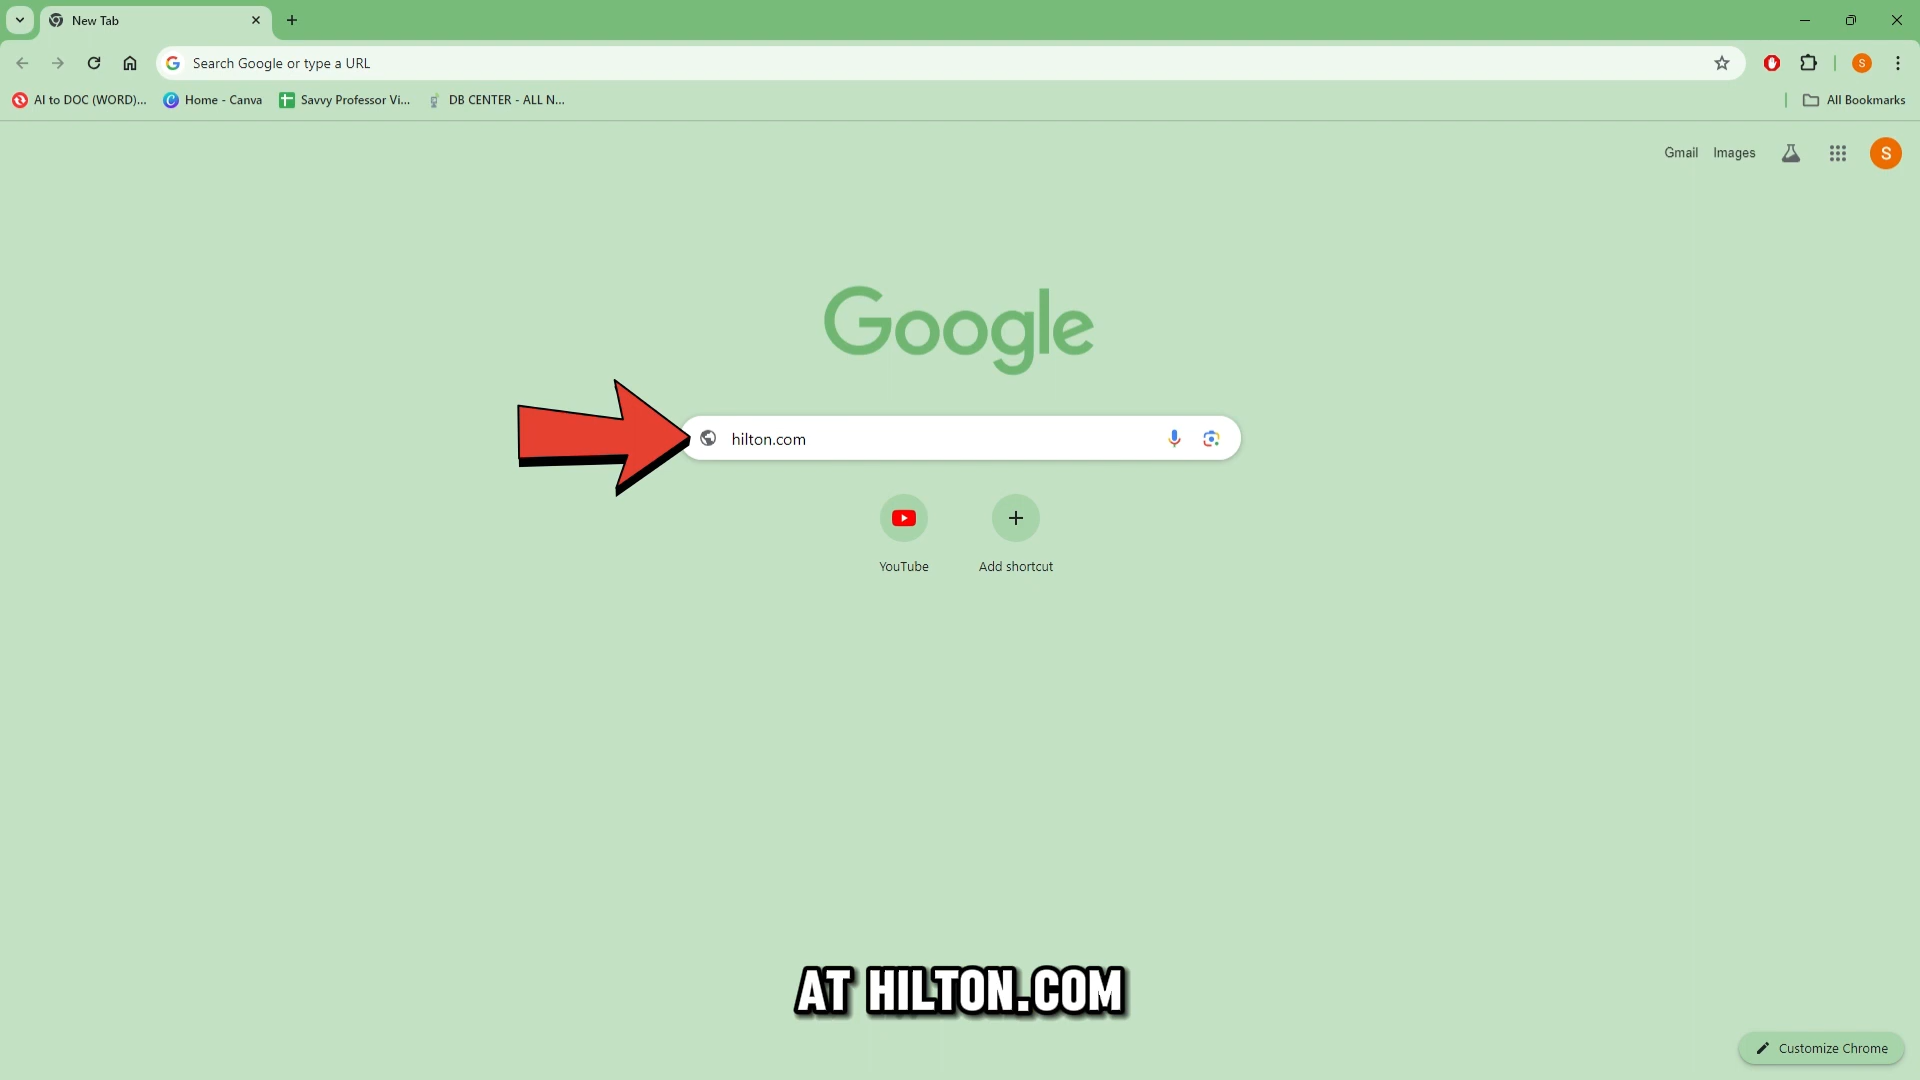 New Tab
Search Google or type a URL
S
AI to DOC (WORD)...
Home - Canva
Savvy Professor Vi...
DB CENTER - ALL N...
All Bookmarks
Gmail
Images
S
Google
hilton.com
YouTube
Add shortcut
AT HILTON.COM
Customize Chrome